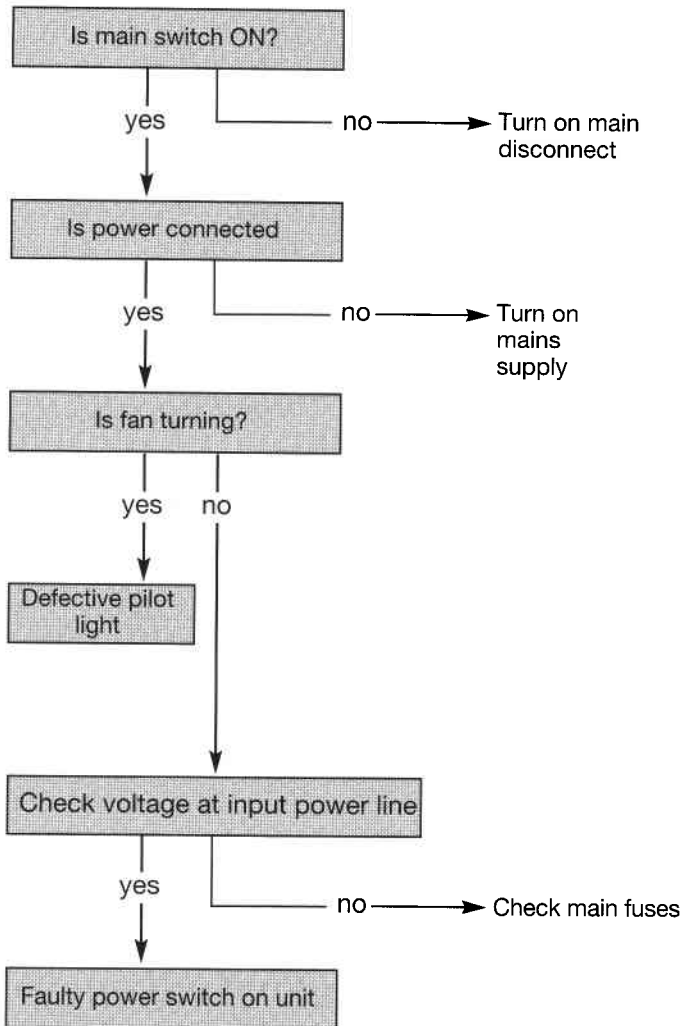 Is main switch ON?
yes
no
Turn on main
disconnect
Is power connected
yes
no
Turn on
mains
supply
Is fan turning?
yes
no
Defective pilot
light
Check voltage at input power line
yes
no
Check main fuses
Faulty power switch on unit